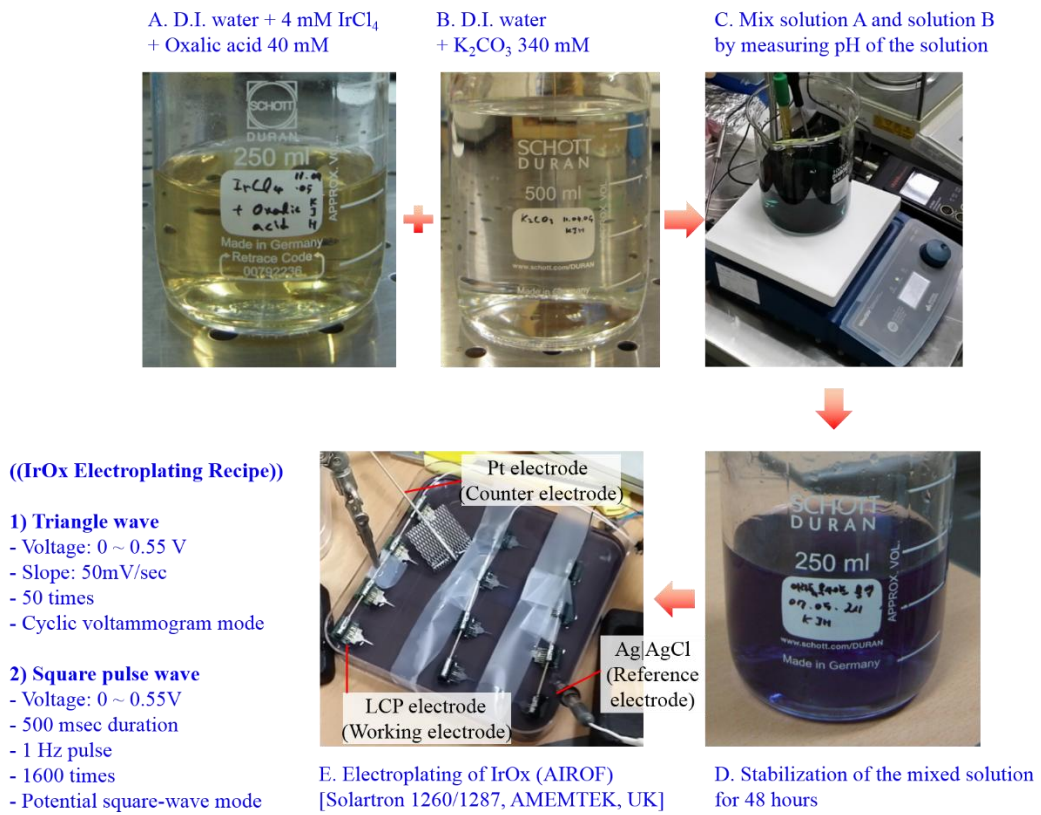 A. D.I. water + 4 mM IrCl₄
+ Oxalic acid 40 mM
B. D.I. water
+ K₂CO₃ 340 mM
C. Mix solution A and solution B
by measuring pH of the solution
SCHOTT
DURAN
250 ml
IrCl₄
+ Oxalic
acid
K
J
H
APPROX. VOL.
Made in Germany
Retrace Code
00792236
SCHOTT
DURAN
500 ml
K₂CO₃
KJH
www.schott.com/DURAN
Made in Germany
((IrOx Electroplating Recipe))
1) Triangle wave
- Voltage: 0 ~ 0.55 V
- Slope: 50mV/sec
- 50 times
- Cyclic voltammogram mode
2) Square pulse wave
- Voltage: 0 ~ 0.55V
- 500 msec duration
- 1 Hz pulse
- 1600 times
- Potential square-wave mode
Pt electrode
(Counter electrode)
Ag|AgCl
(Reference
electrode)
LCP electrode
(Working electrode)
E. Electroplating of IrOx (AIROF)
[Solartron 1260/1287, AMEMTEK, UK]
SCHOTT
DURAN
250 ml
KJH
APPROX. VOL.
www.schott.com/DURAN
Made in Germany
D. Stabilization of the mixed solution
for 48 hours